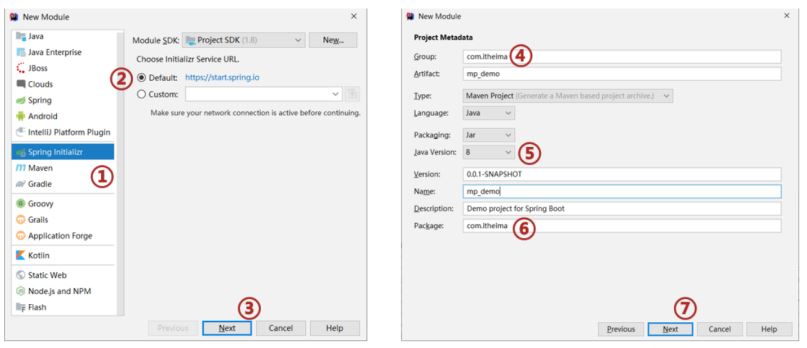 New Module
Java
Java Enterprise
JBoss
Clouds
Spring
Android
IntelliJ Platform Plugin
Spring Initializr
Maven
Gradle
Groovy
Grails
Application Forge
Kotlin
Static Web
Node.js and NPM
Flash
①
Module SDK: Project SDK (1.8) New...
Choose Initializr Service URL.
② Default: https://start.spring.io
Custom:
Make sure your network connection is active before continuing.
③
Previous Next Cancel Help
New Module
Project Metadata
Group: com.itheima ④
Artifact: mp_demo
Type: Maven Project (Generate a Maven based project archive.)
Language: Java
Packaging: Jar
Java Version: 8 ⑤
Version: 0.0.1-SNAPSHOT
Name: mp_demo
Description: Demo project for Spring Boot
Package: com.itheima ⑥
⑦
Previous Next Cancel Help